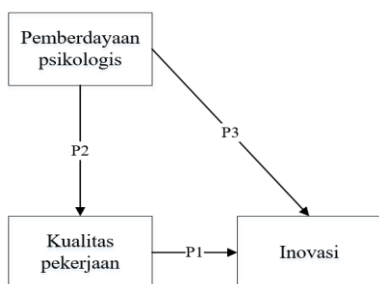 Pemberdayaan
psikologis
P3
P2
Kualitas
pekerjaan
P1
Inovasi